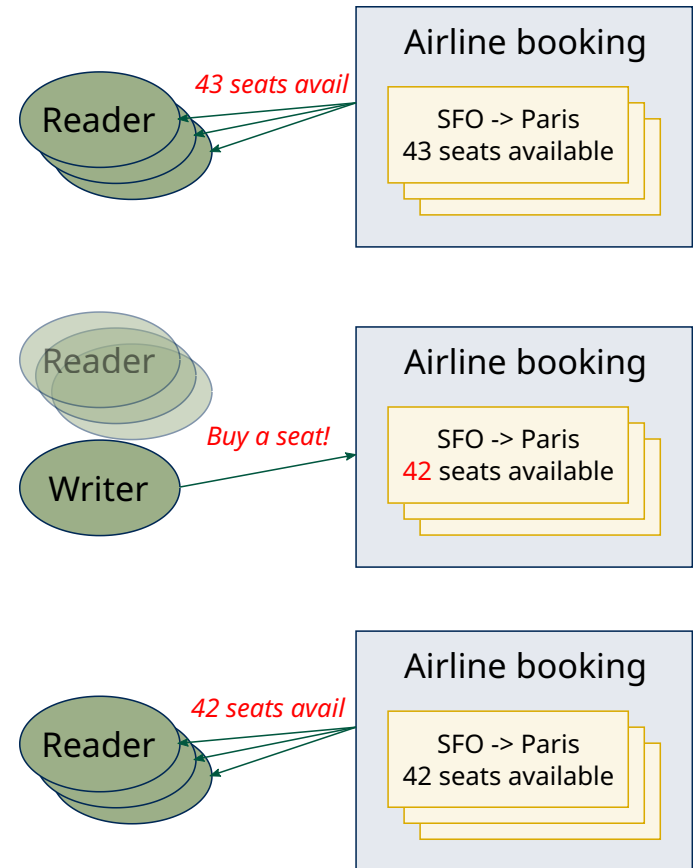 Airline booking
43 seats avail
Reader
SFO -> Paris
43 seats available
Reader
Airline booking
Buy a seat!
SFO -> Paris
42 seats available
Writer
Airline booking
42 seats avail
Reader
SFO -> Paris
42 seats available